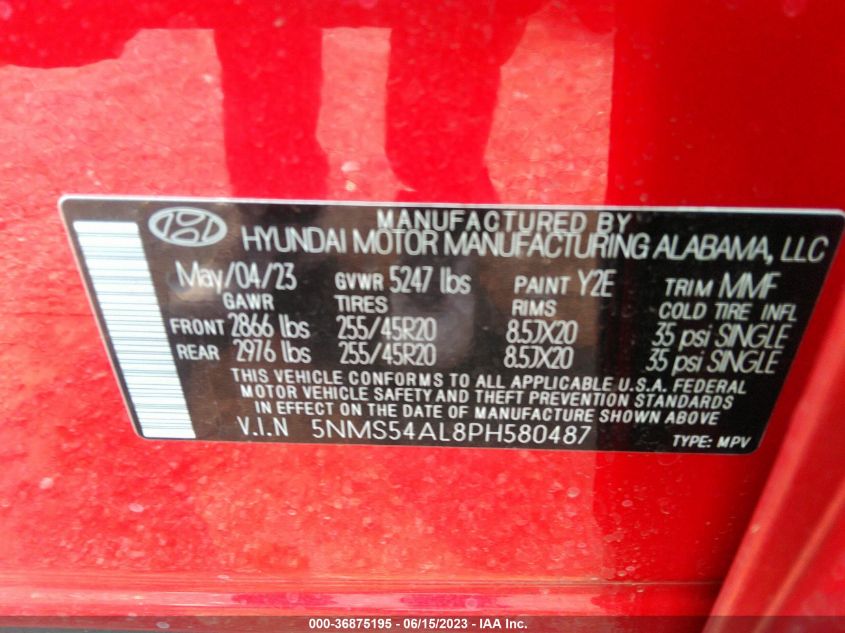 MANUFACTURED BY
HYUNDAI MOTOR MANUFACTURING ALABAMA, LLC
May/04/23 GVWR 5247 lbs PAINT Y2E TRIM MMF
GAWR TIRES RIMS COLD TIRE INFL
FRONT 2866 lbs 255/45R20 8.5JX20 35 psi SINGLE
REAR 2976 lbs 255/45R20 8.5JX20 35 psi SINGLE
THIS VEHICLE CONFORMS TO ALL APPLICABLE U.S.A. FEDERAL
MOTOR VEHICLE SAFETY AND THEFT PREVENTION STANDARDS
IN EFFECT ON THE DATE OF MANUFACTURE SHOWN ABOVE
V.I.N 5NMS54AL8PH580487 TYPE: MPV
000-36875195 - 06/15/2023 - IAA Inc.